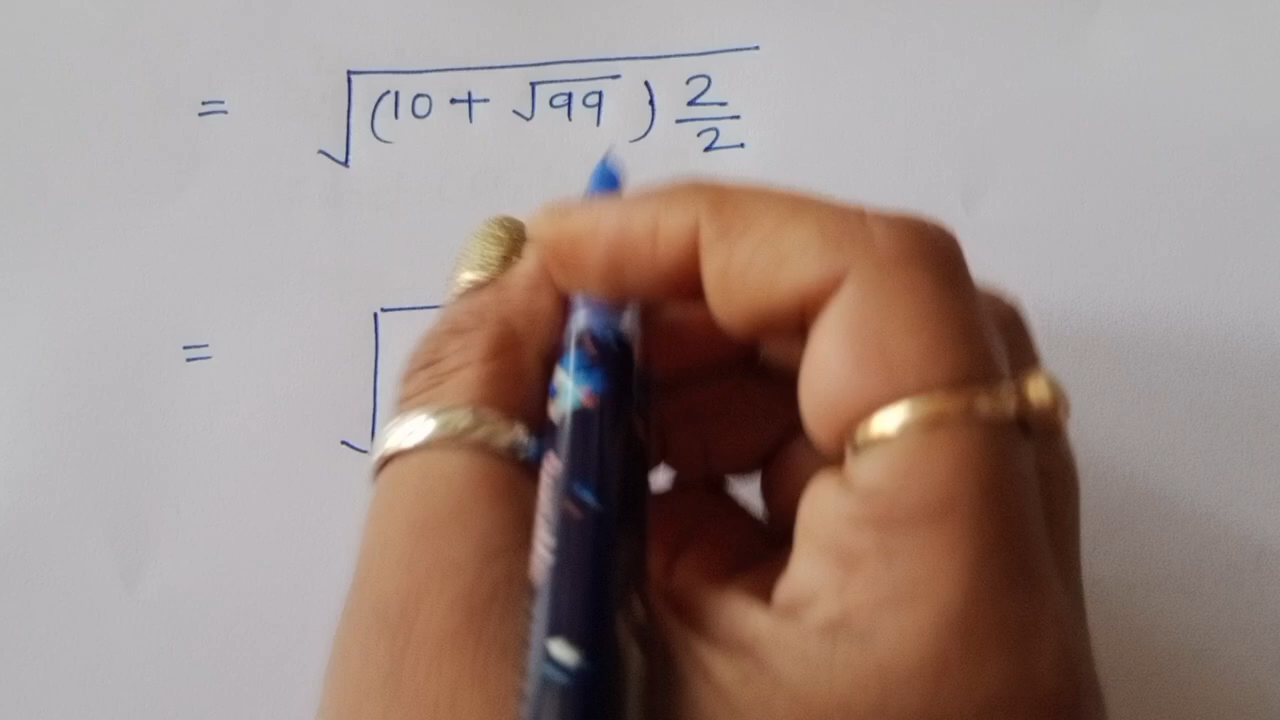 = √(10 + √99) 2/2
= √